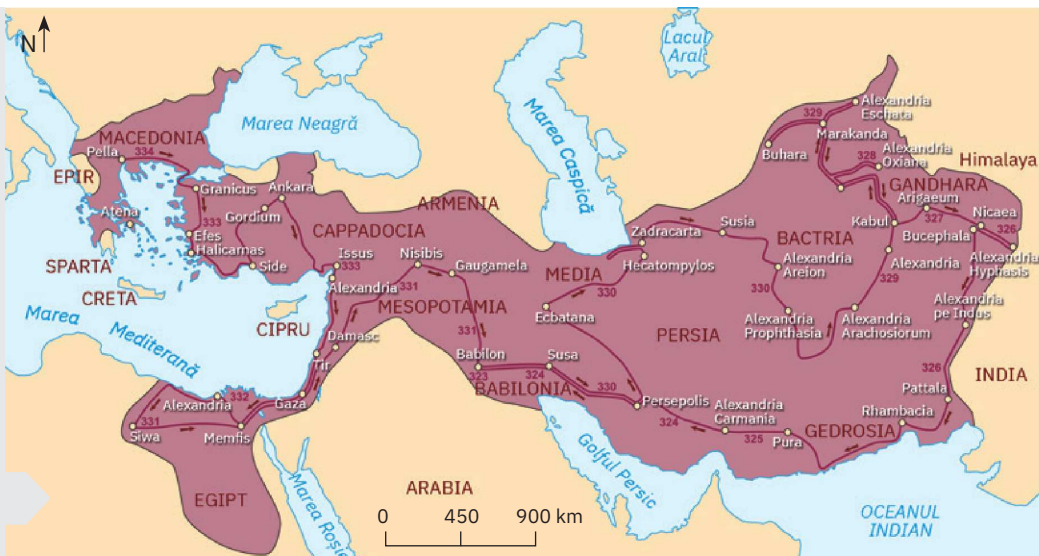 N
Lacul
Aral
Marea Neagră
Marea Caspică
MACEDONIA
Pella
334
EPIR
Granicus
Atena
333
Efes
Halicarnas
SPARTA
CRETA
Marea
Mediterană
Ankara
Gordium
CAPPADOCIA
Side
ARMENIA
Issus
333
Alexandria
Nisibis
Gaugamela
331
MESOPOTAMIA
CIPRU
Damasc
Tir
331
Babilon
323
BABILONIA
Alexandria
332
Gaza
331
Siwa
Memfis
EGIPT
Marea Roșie
ARABIA
MEDIA
330
Zadracarta
Hecatompylos
Ecbatana
Susa
324
330
Persepolis
324
Golful Persic
PERSIA
Susia
Alexandria
Areion
330
Alexandria
Prophthasia
Alexandria
Arachosiorum
329
Alexandria
BACTRIA
Kabul
Buhara
329
Marakanda
Alexandria
Eschata
328
Alexandria
Oxiana
Himalaya
GANDHARA
Arigaeum
327
Nicaea
326
Bucephala
Alexandria
Hyphasis
Alexandria
pe Indus
326
INDIA
Pattala
Rhambacia
GEDROSIA
Alexandria
Carmania
325
Pura
OCEANUL
INDIAN
0 450 900 km